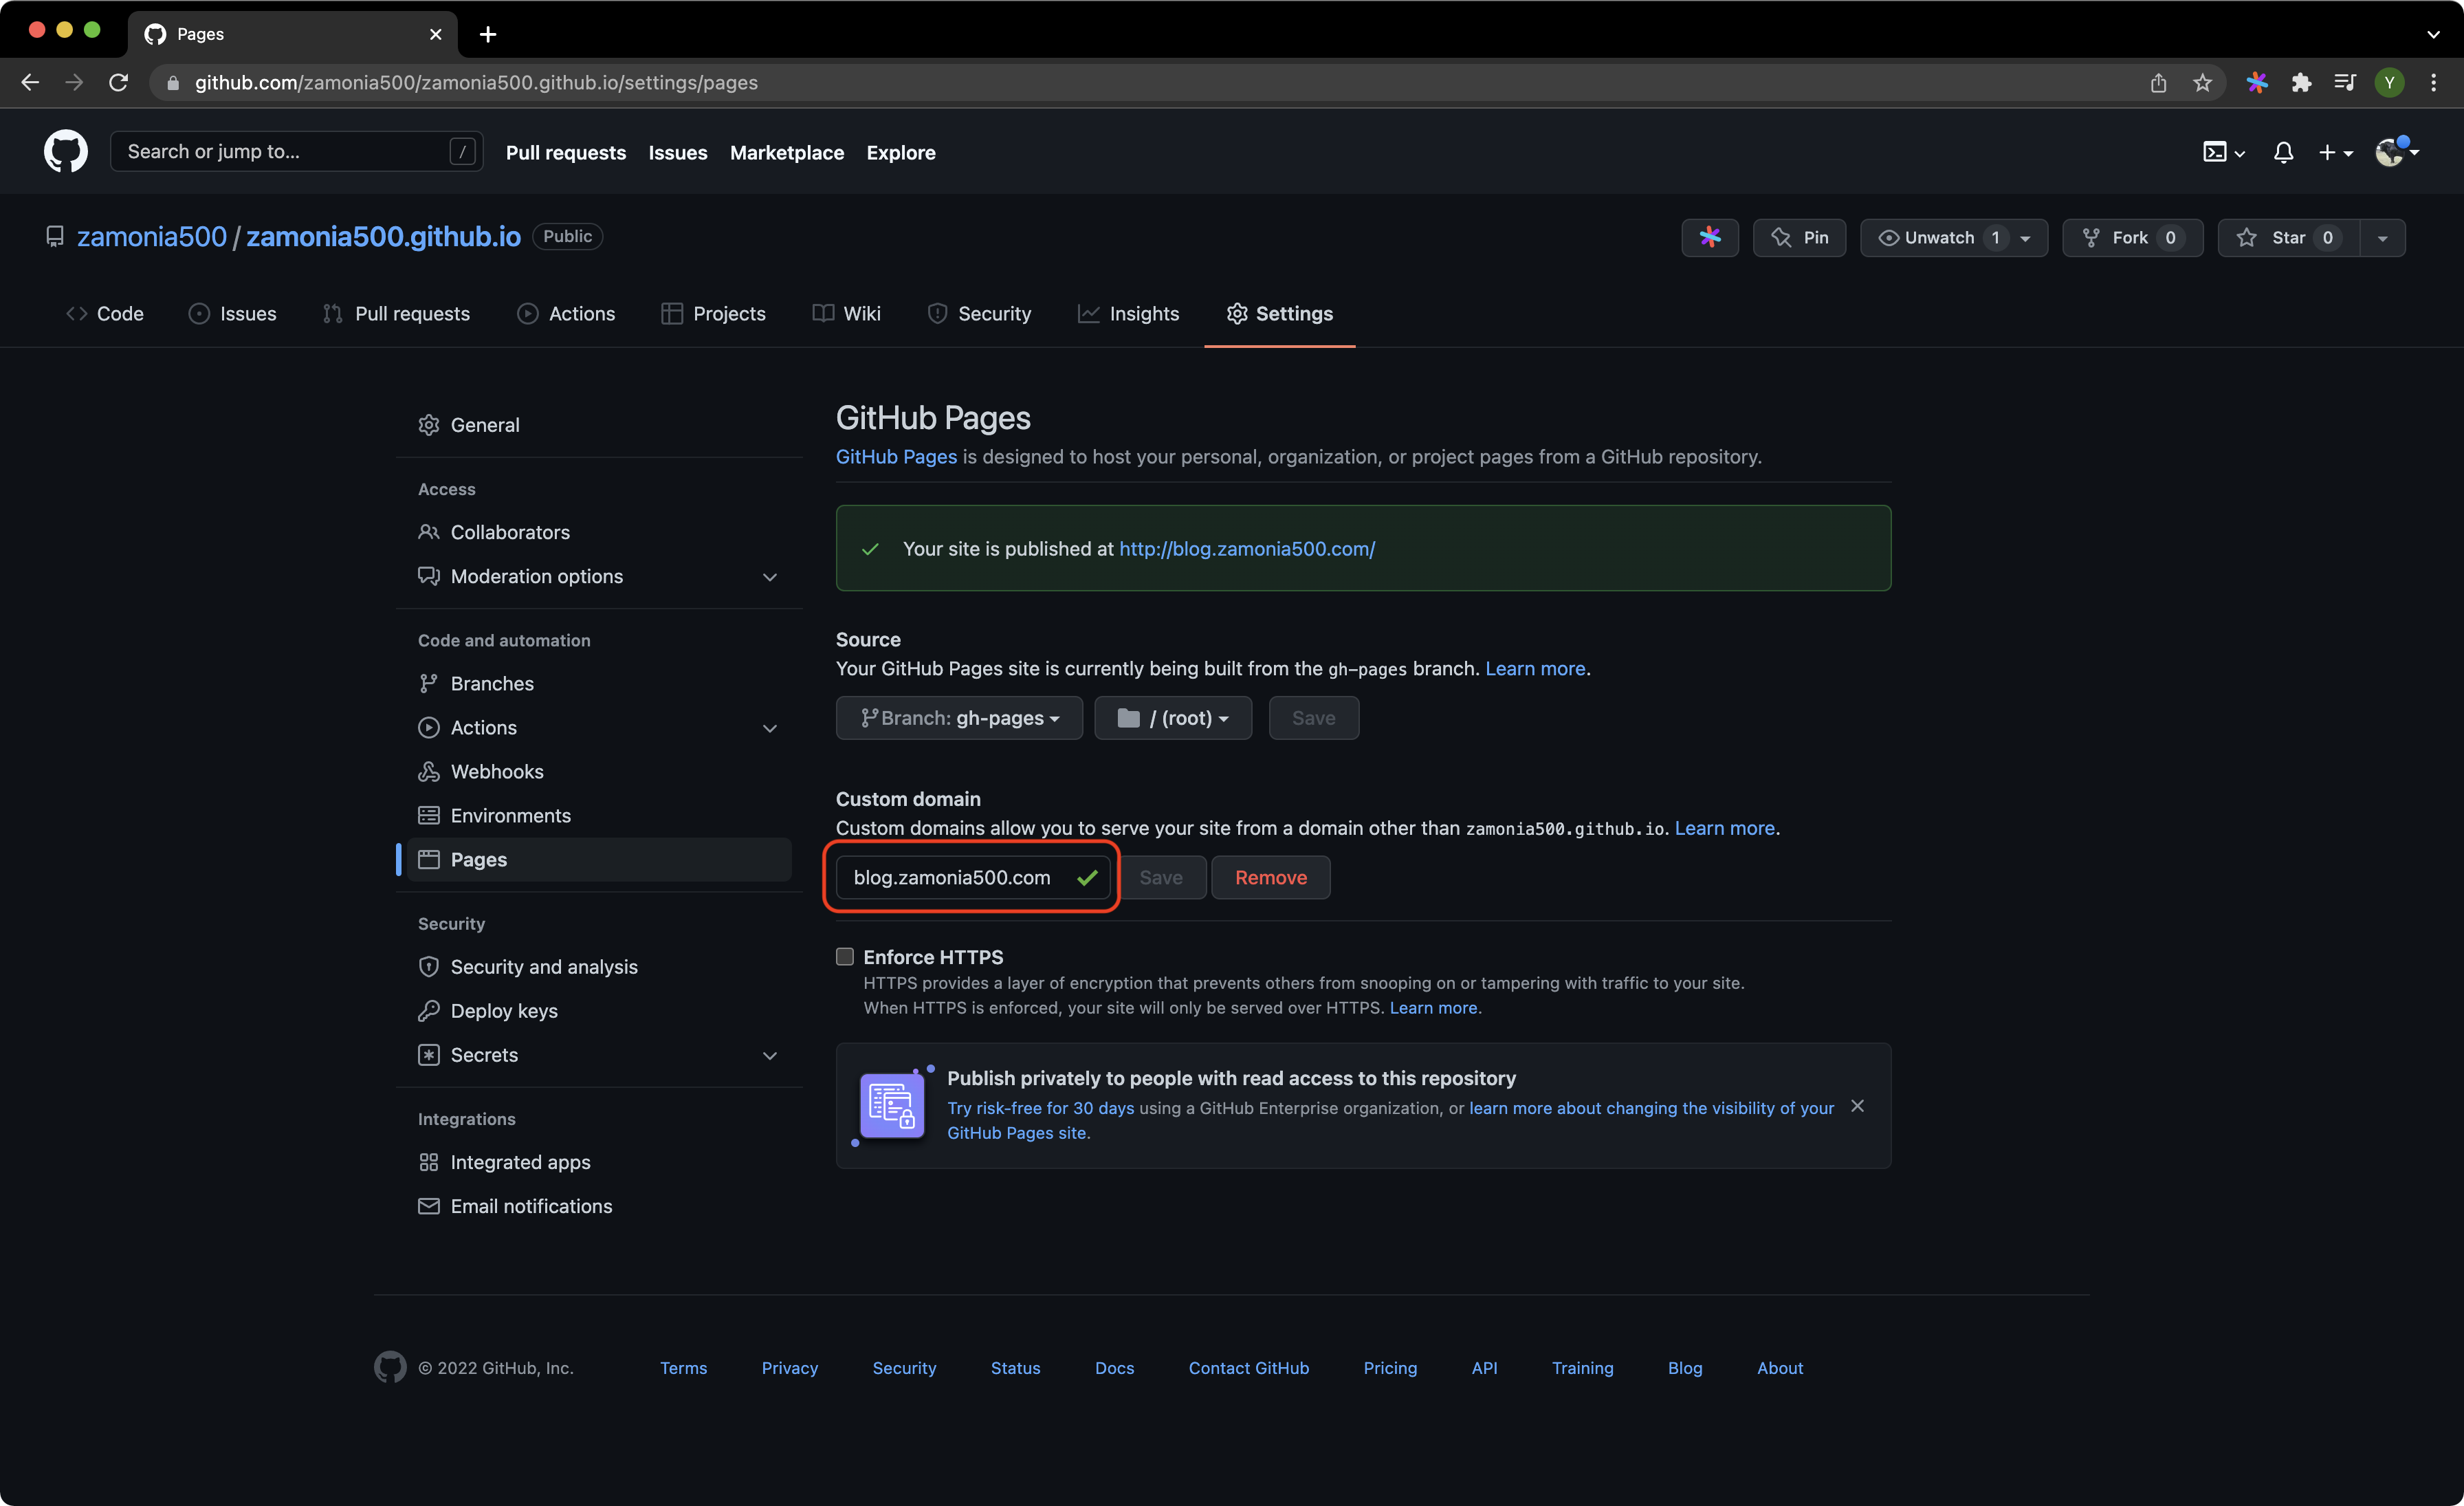 Pages
github.com/zamonia500/zamonia500.github.io/settings/pages
Y
Search or jump to...
/
Pull requests
Issues
Marketplace
Explore
zamonia500 / zamonia500.github.io
Public
Pin
Unwatch 1
Fork 0
Star 0
Code
Issues
Pull requests
Actions
Projects
Wiki
Security
Insights
Settings
General
Access
Collaborators
Moderation options
Code and automation
Branches
Actions
Webhooks
Environments
Pages
Security
Security and analysis
Deploy keys
Secrets
Integrations
Integrated apps
Email notifications
GitHub Pages
GitHub Pages is designed to host your personal, organization, or project pages from a GitHub repository.
Your site is published at http://blog.zamonia500.com/
Source
Your GitHub Pages site is currently being built from the gh-pages branch. Learn more.
Branch: gh-pages
/ (root)
Save
Custom domain
Custom domains allow you to serve your site from a domain other than zamonia500.github.io. Learn more.
blog.zamonia500.com
Save
Remove
Enforce HTTPS
HTTPS provides a layer of encryption that prevents others from snooping on or tampering with traffic to your site.
When HTTPS is enforced, your site will only be served over HTTPS. Learn more.
Publish privately to people with read access to this repository
Try risk-free for 30 days using a GitHub Enterprise organization, or learn more about changing the visibility of your
GitHub Pages site.
© 2022 GitHub, Inc.
Terms
Privacy
Security
Status
Docs
Contact GitHub
Pricing
API
Training
Blog
About